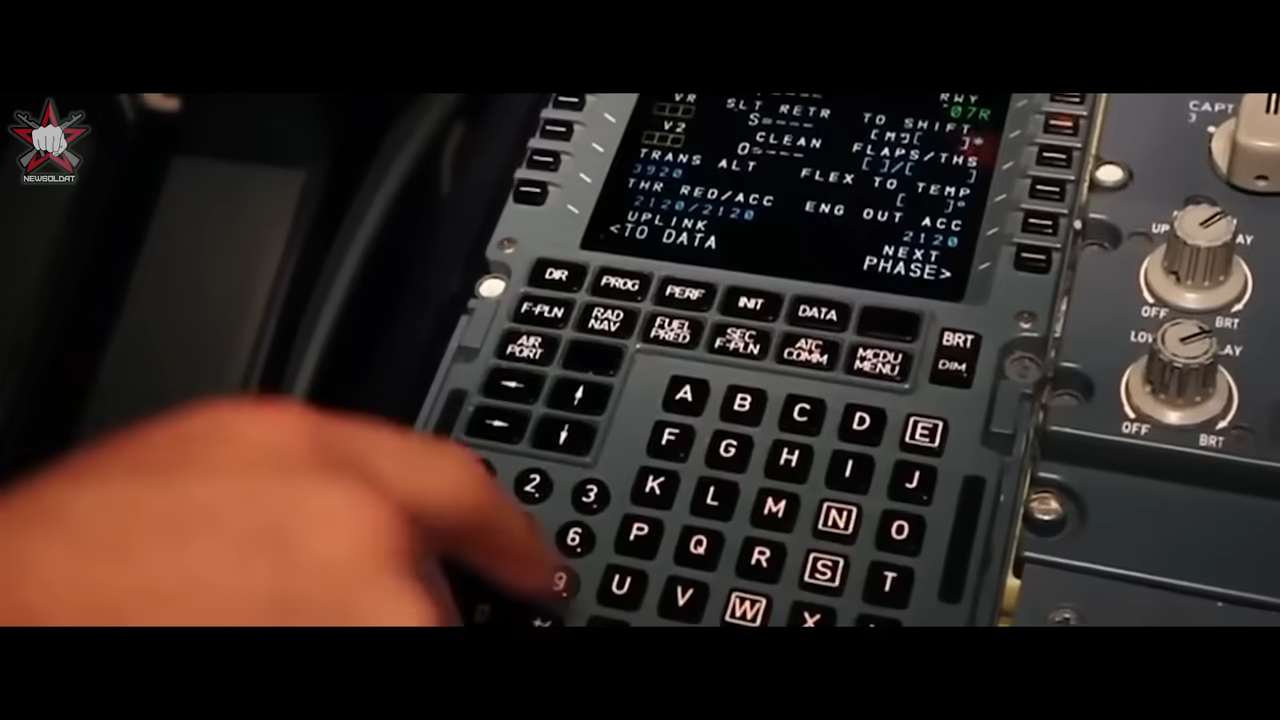 NEWSOLDAT
VR
SLT RETR
RWY
07R
S=----
TO SHIFT
V2
[M][ ]*
CLEAN
O=----
FLAPS/THS
[ ]/[ ]
TRANS ALT
3920
FLEX TO TEMP
[ ]°
THR RED/ACC
2120/2120
ENG OUT ACC
2120
UPLINK
<TO DATA
NEXT
PHASE>
DIR
PROG
PERF
INIT
DATA
BRT
DIM
F-PLN
RAD
NAV
FUEL
PRED
SEC
F-PLN
ATC
COMM
MCDU
MENU
AIR
PORT
A
B
C
D
E
F
G
H
I
J
2
3
K
L
M
N
O
6
P
Q
R
S
T
9
U
V
W
X
CAPT
3
OFF
BRT
OFF
BRT